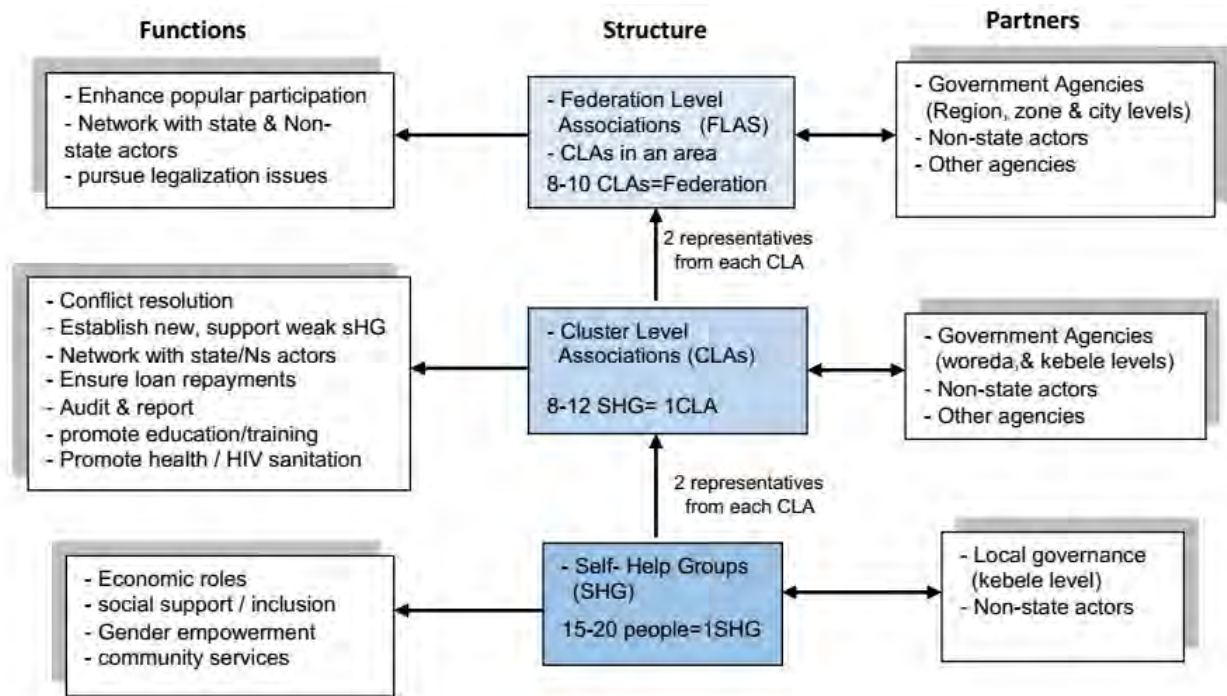 Functions
Structure
Partners
- Enhance popular participation
- Network with state & Non-
state actors
- pursue legalization issues
- Federation Level
Associations (FLAS)
- CLAs in an area
8-10 CLAs=Federation
- Government Agencies
(Region, zone & city levels)
- Non-state actors
- Other agencies
2 representatives
from each CLA
- Conflict resolution
- Establish new, support weak sHG
- Network with state/Ns actors
- Ensure loan repayments
- Audit & report
- promote education/training
- Promote health / HIV sanitation
- Cluster Level
Associations (CLAs)
8-12 SHG= 1CLA
- Government Agencies
(woreda,& kebele levels)
- Non-state actors
- Other agencies
2 representatives
from each CLA
- Economic roles
- social support / inclusion
- Gender empowerment
- community services
- Self- Help Groups
(SHG)
15-20 people=1SHG
- Local governance
(kebele level)
- Non-state actors